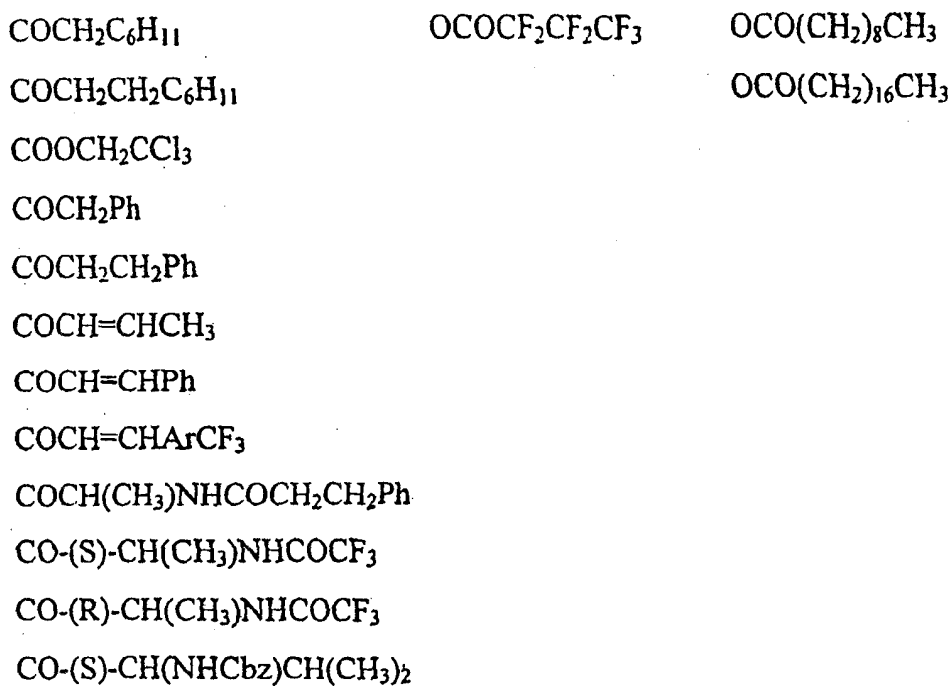 COCH₂C₆H₁₁ OCOCF₂CF₂CF₃ OCO(CH₂)₈CH₃
COCH₂CH₂C₆H₁₁ OCO(CH₂)₁₆CH₃
COOCH₂CCl₃
COCH₂Ph
COCH₂CH₂Ph
COCH=CHCH₃
COCH=CHPh
COCH=CHArCF₃
COCH(CH₃)NHCOCH₂CH₂Ph
CO-(S)-CH(CH₃)NHCOCF₃
CO-(R)-CH(CH₃)NHCOCF₃
CO-(S)-CH(NHCbz)CH(CH₃)₂